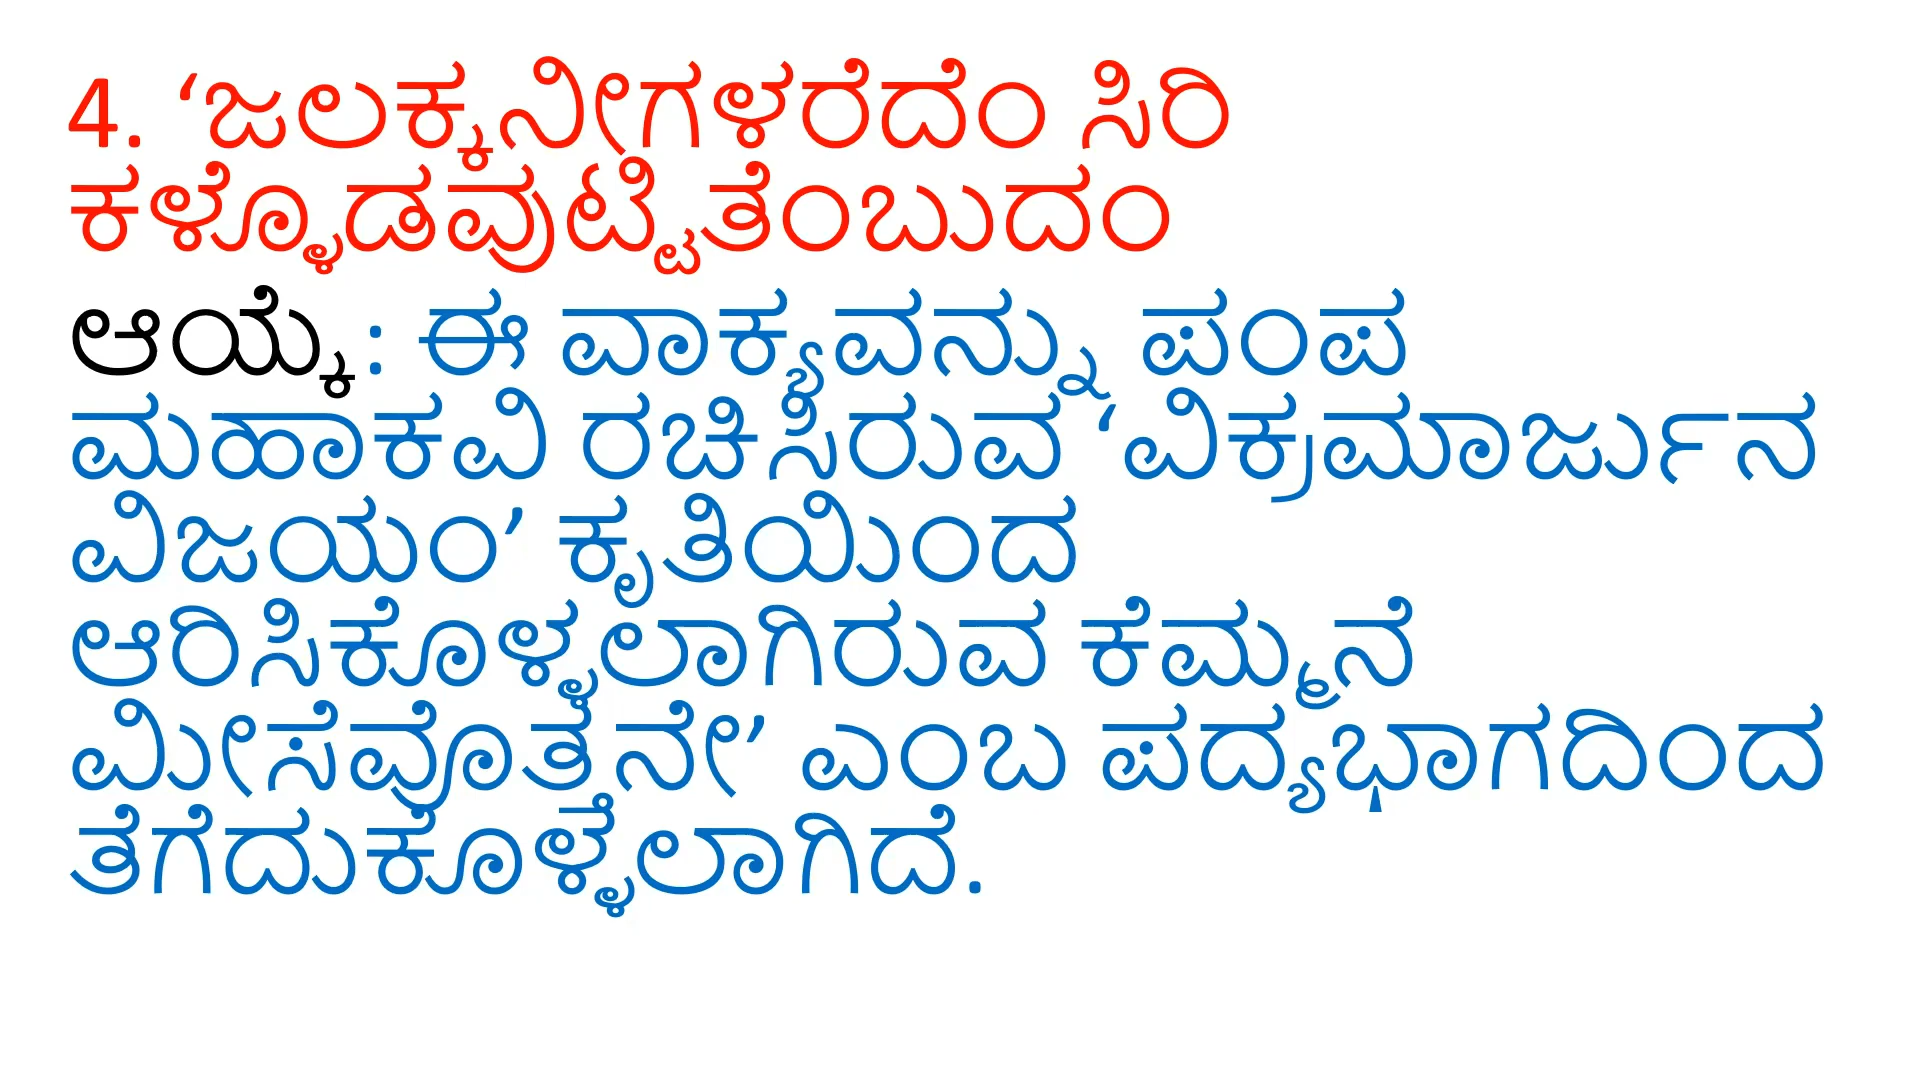 4. ‘ಜಲಕ್ಕನೀಗಳರೆದೆಂ ಸಿರಿ
ಕಳ್ಳೊಡವುಟ್ಟಿತೆಂಬುದಂ
ಆಯ್ಕೆ: ಈ ವಾಕ್ಯವನ್ನು ಪಂಪ
ಮಹಾಕವಿ ರಚಿಸಿರುವ ‘ವಿಕ್ರಮಾರ್ಜುನ
ವಿಜಯಂ’ ಕೃತಿಯಿಂದ
ಆರಿಸಿಕೊಳ್ಳಲಾಗಿರುವ ಕೆಮ್ಮನೆ
ಮೀಸೆವೊತ್ತೆನೇ’ ಎಂಬ ಪದ್ಯಭಾಗದಿಂದ
ತೆಗೆದುಕೊಳ್ಳಲಾಗಿದೆ.